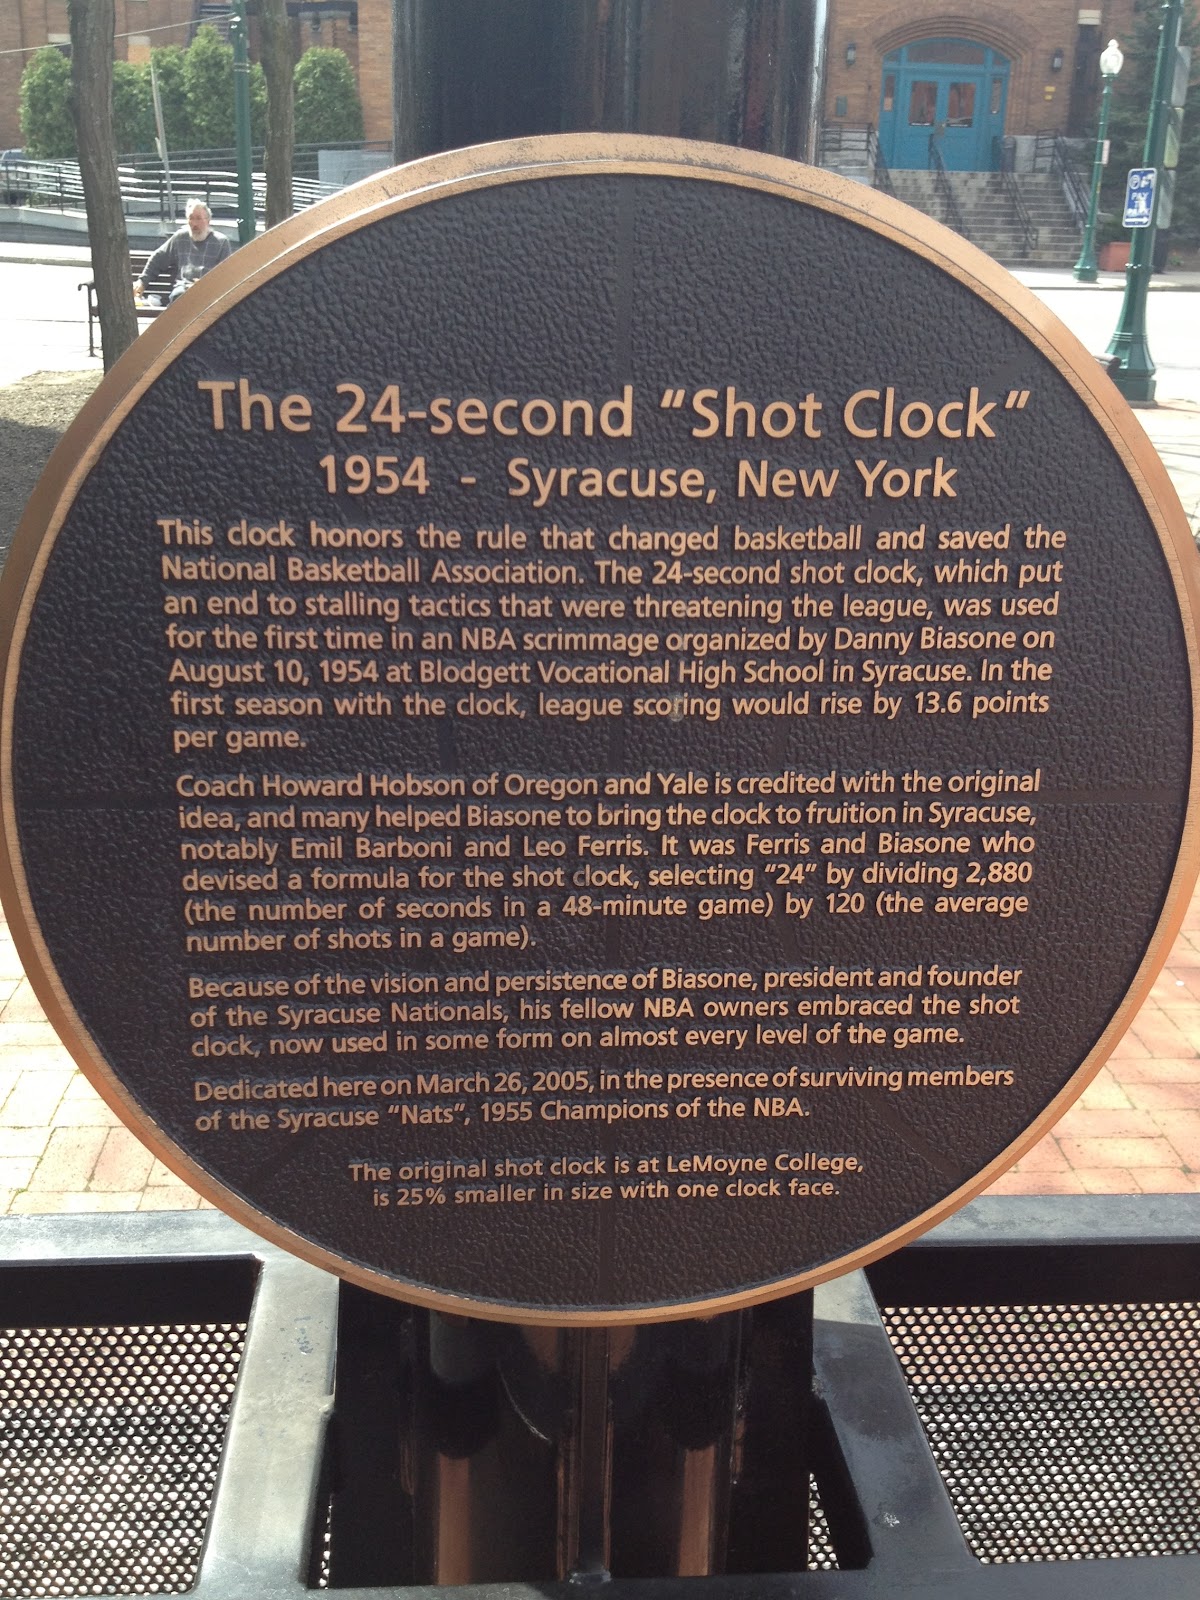 The 24-second "Shot Clock"
1954 - Syracuse, New York
This clock honors the rule that changed basketball and saved the
National Basketball Association. The 24-second shot clock, which put
an end to stalling tactics that were threatening the league, was used
for the first time in an NBA scrimmage organized by Danny Biasone on
August 10, 1954 at Blodgett Vocational High School in Syracuse. In the
first season with the clock, league scoring would rise by 13.6 points
per game.
Coach Howard Hobson of Oregon and Yale is credited with the original
idea, and many helped Biasone to bring the clock to fruition in Syracuse,
notably Emil Barboni and Leo Ferris. It was Ferris and Biasone who
devised a formula for the shot clock, selecting "24" by dividing 2,880
(the number of seconds in a 48-minute game) by 120 (the average
number of shots in a game).
Because of the vision and persistence of Biasone, president and founder
of the Syracuse Nationals, his fellow NBA owners embraced the shot
clock, now used in some form on almost every level of the game.
Dedicated here on March 26, 2005, in the presence of surviving members
of the Syracuse "Nats", 1955 Champions of the NBA.
The original shot clock is at LeMoyne College,
is 25% smaller in size with one clock face.
P
PAY